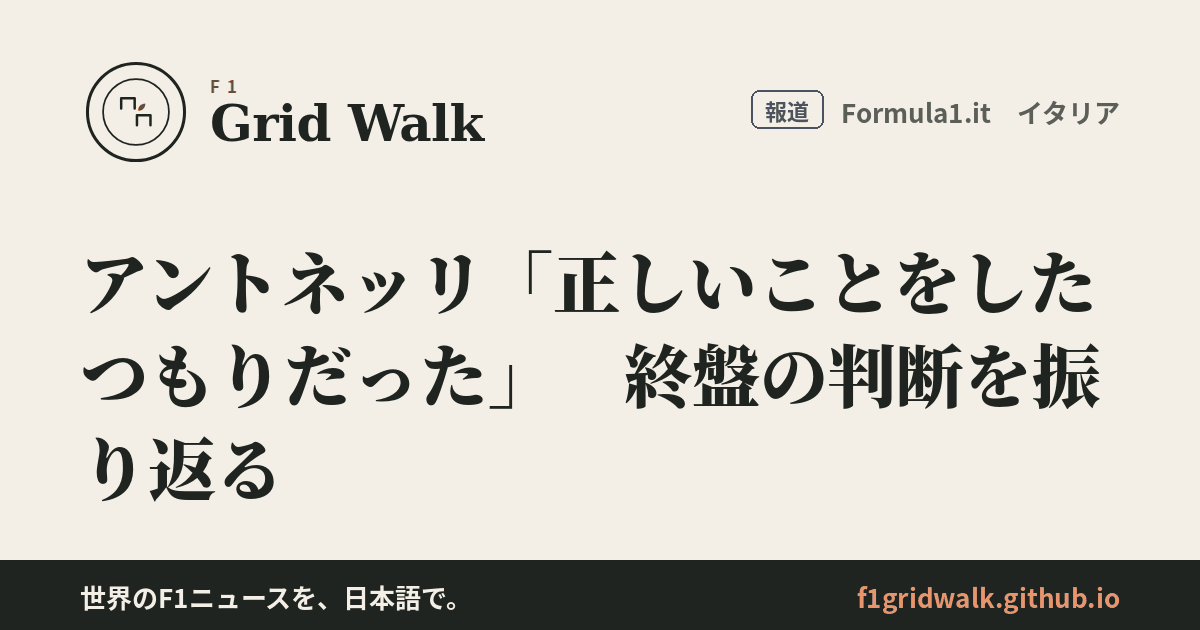 F1
Grid Walk
報道
Formula1.it　イタリア
アントネッリ「正しいことをした
つもりだった」　終盤の判断を振
り返る
世界のF1ニュースを、日本語で。
f1gridwalk.github.io